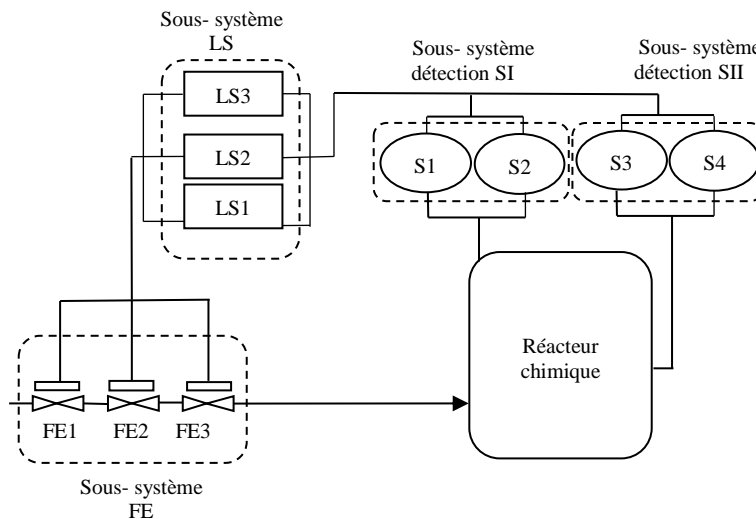 Sous- système
LS
LS3
LS2
LS1
Sous- système
détection SI
Sous- système
détection SII
S1
S2
S3
S4
Réacteur
chimique
FE1
FE2
FE3
Sous- système
FE